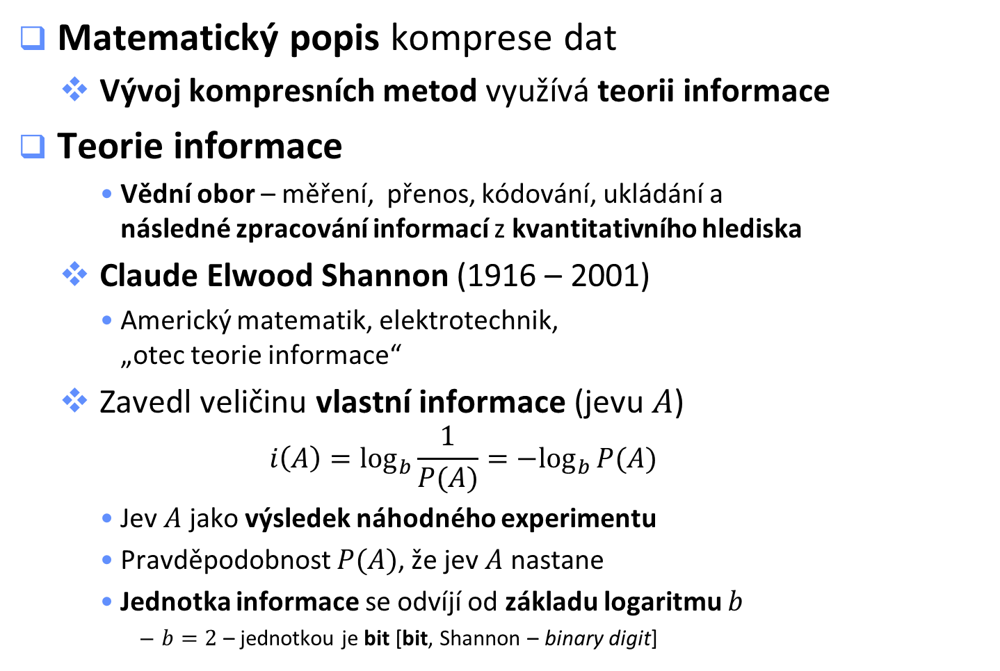 Matematický popis komprese dat
Vývoj kompresních metod využívá teorii informace
Teorie informace
Vědní obor – měření, přenos, kódování, ukládání a
následné zpracování informací z kvantitativního hlediska
Claude Elwood Shannon (1916 – 2001)
Americký matematik, elektrotechnik,
„otec teorie informace“
Zavedl veličinu vlastní informace (jevu A)
i(A) = log_b 1/P(A) = −log_b P(A)
Jev A jako výsledek náhodného experimentu
Pravděpodobnost P(A), že jev A nastane
Jednotka informace se odvíjí od základu logaritmu b
– b = 2 – jednotkou je bit [bit, Shannon – binary digit]